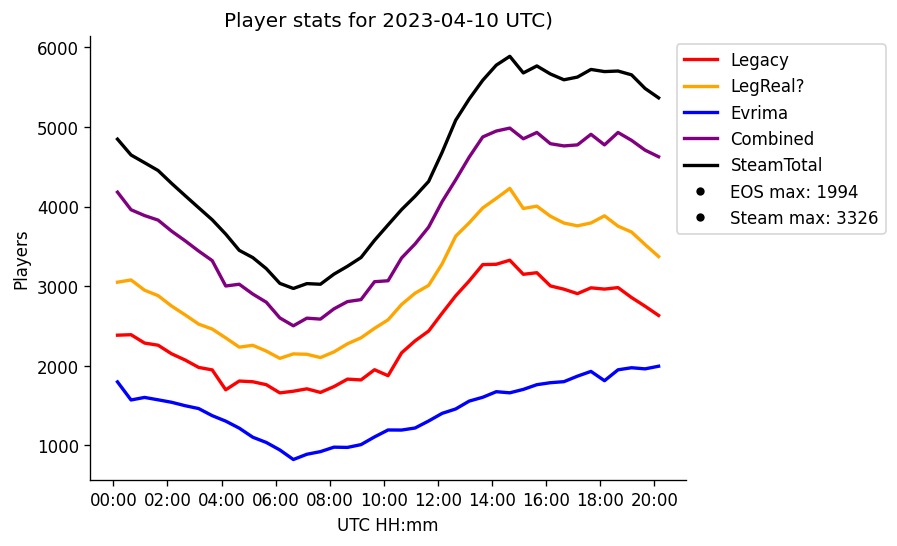 Player stats for 2023-04-10 UTC)
6000
5000
4000
3000
2000
1000
Players
00:00 02:00 04:00 06:00 08:00 10:00 12:00 14:00 16:00 18:00 20:00
UTC HH:mm
Legacy
LegReal?
Evrima
Combined
SteamTotal
EOS max: 1994
Steam max: 3326